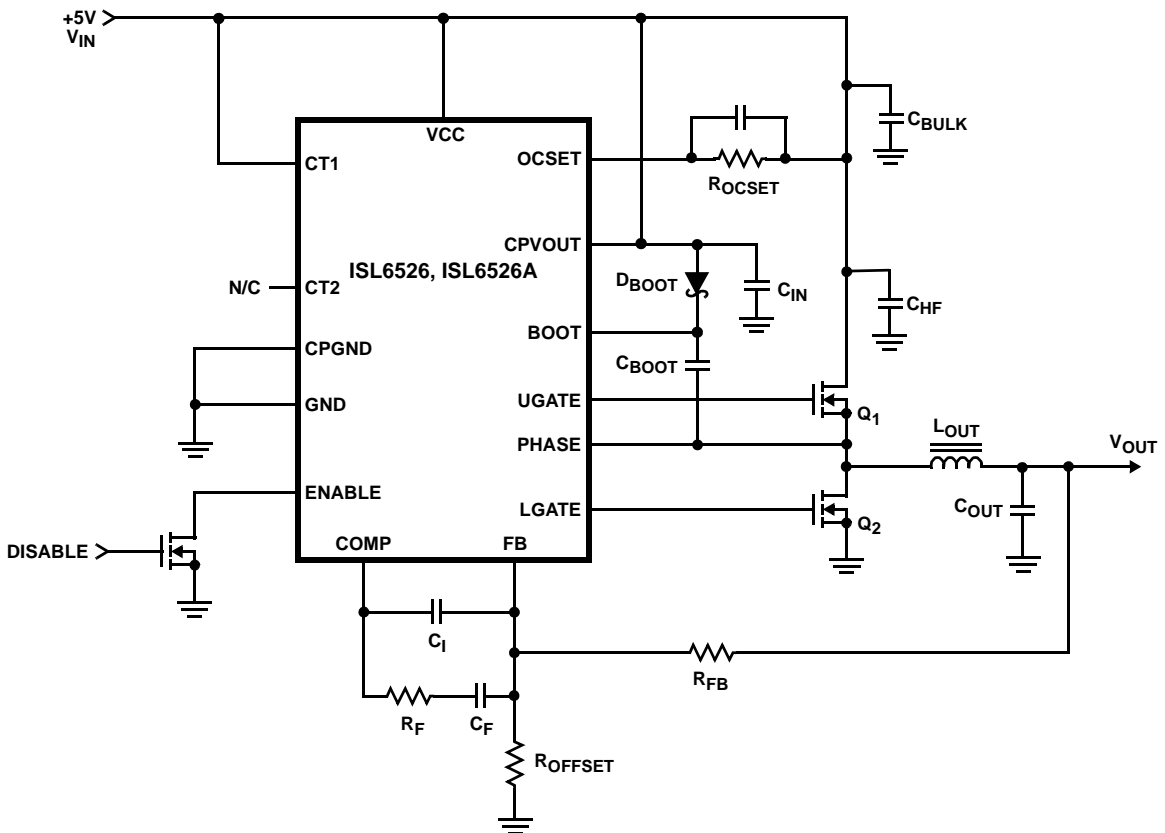 +5V
VIN
VCC
CT1
OCSET
ROCSET
CBULK
CPVOUT
ISL6526, ISL6526A
N/C
CT2
DBOOT
CIN
CHF
BOOT
CPGND
CBOOT
GND
UGATE
Q1
PHASE
LOUT
VOUT
ENABLE
LGATE
Q2
COUT
DISABLE
COMP
FB
CI
RFB
RF
CF
ROFFSET